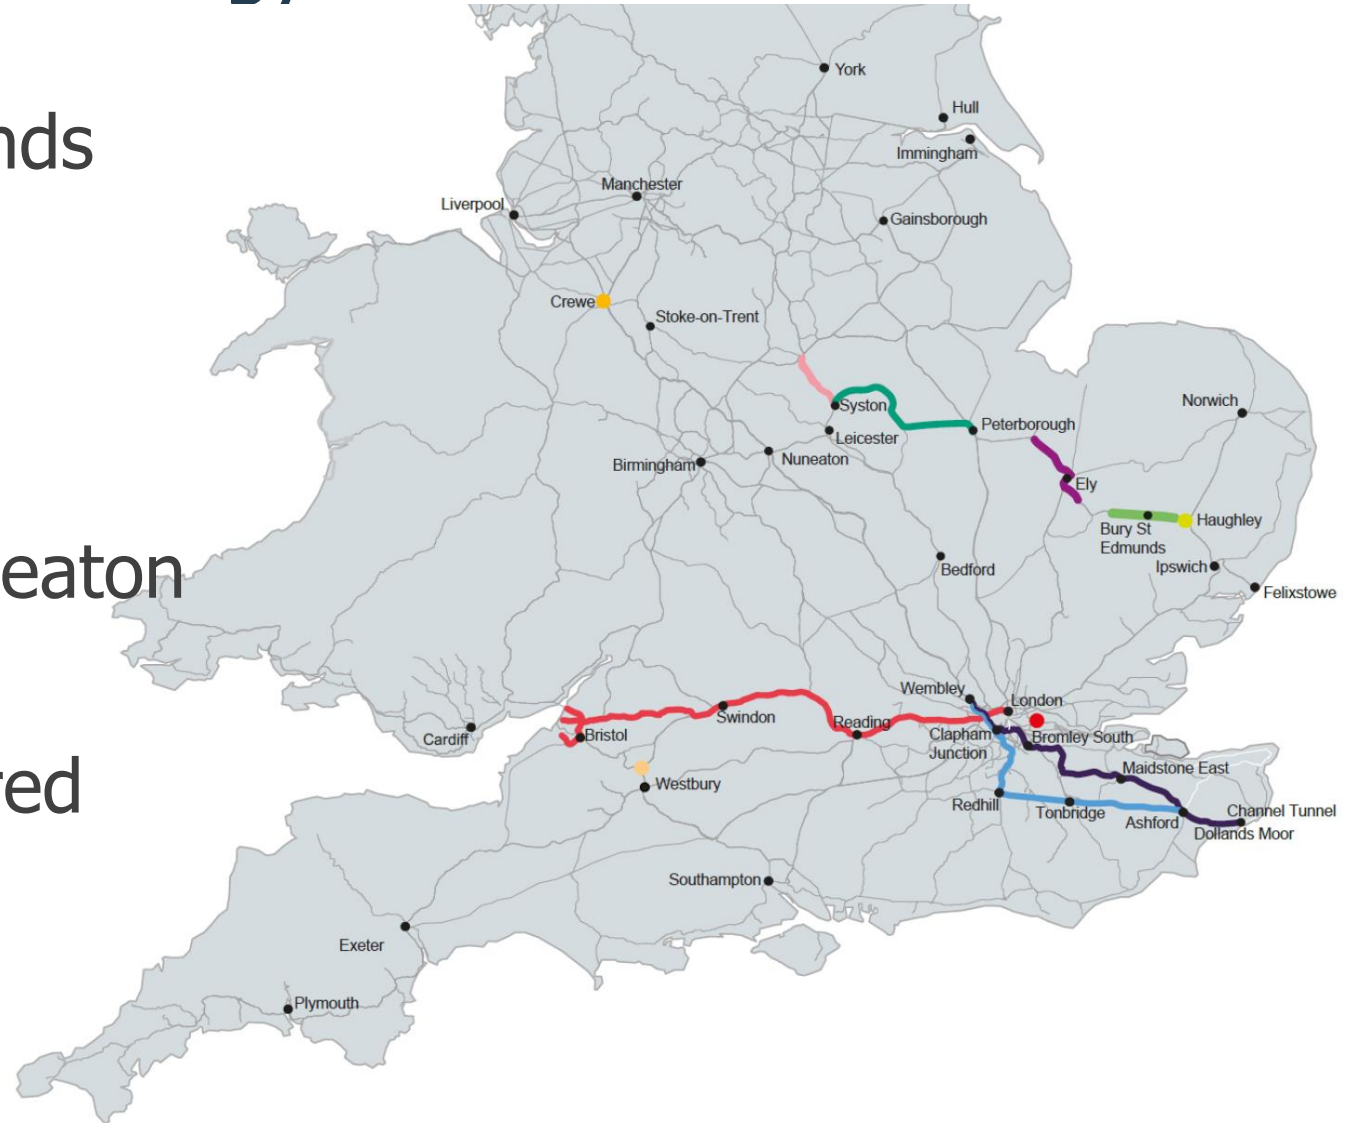 York
Hull
nds
Immingham
Manchester
Liverpool
Gainsborough
Crewe
Stoke-on-Trent
Norwich
Syston
Peterborough
Leicester
Nuneaton
Birmingham
Ely
Haughley
Bury St
Edmunds
Ipswich
Bedford
eaton
Felixstowe
Wembley
London
Swindon
Reading
Bristol
Cardiff
Clapham
Junction
Bromley South
Maidstone East
Westbury
red
Redhill
Tonbridge
Ashford
Channel Tunnel
Dollands Moor
Southampton
Exeter
Plymouth